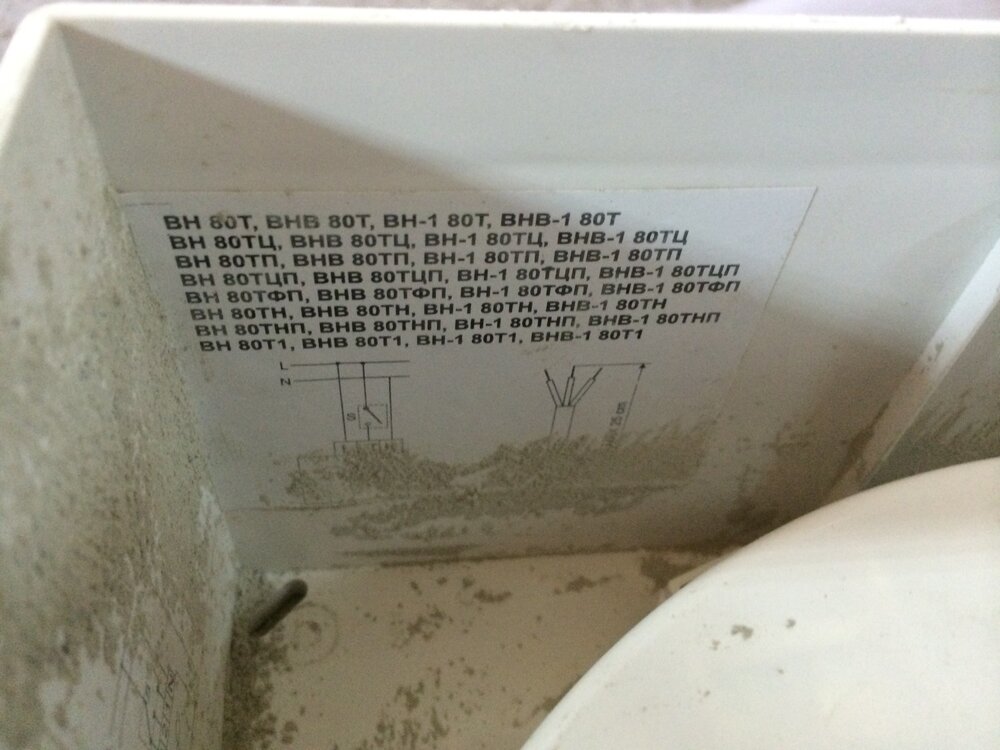 ВН 80Т, ВНВ 80Т, ВН-1 80Т, ВНВ-1 80Т
ВН 80ТЦ, ВНВ 80ТЦ, ВН-1 80ТЦ, ВНВ-1 80ТЦ
ВН 80ТП, ВНВ 80ТП, ВН-1 80ТП, ВНВ-1 80ТП
ВН 80ТЦП, ВНВ 80ТЦП, ВН-1 80ТЦП, ВНВ-1 80ТЦП
ВН 80ТФП, ВНВ 80ТФП, ВН-1 80ТФП, ВНВ-1 80ТФП
ВН 80ТН, ВНВ 80ТН, ВН-1 80ТН, ВНВ-1 80ТН
ВН 80ТНП, ВНВ 80ТНП, ВН-1 80ТНП, ВНВ-1 80ТНП
ВН 80Т1, ВНВ 80Т1, ВН-1 80Т1, ВНВ-1 80Т1
L
N
S
25 cm